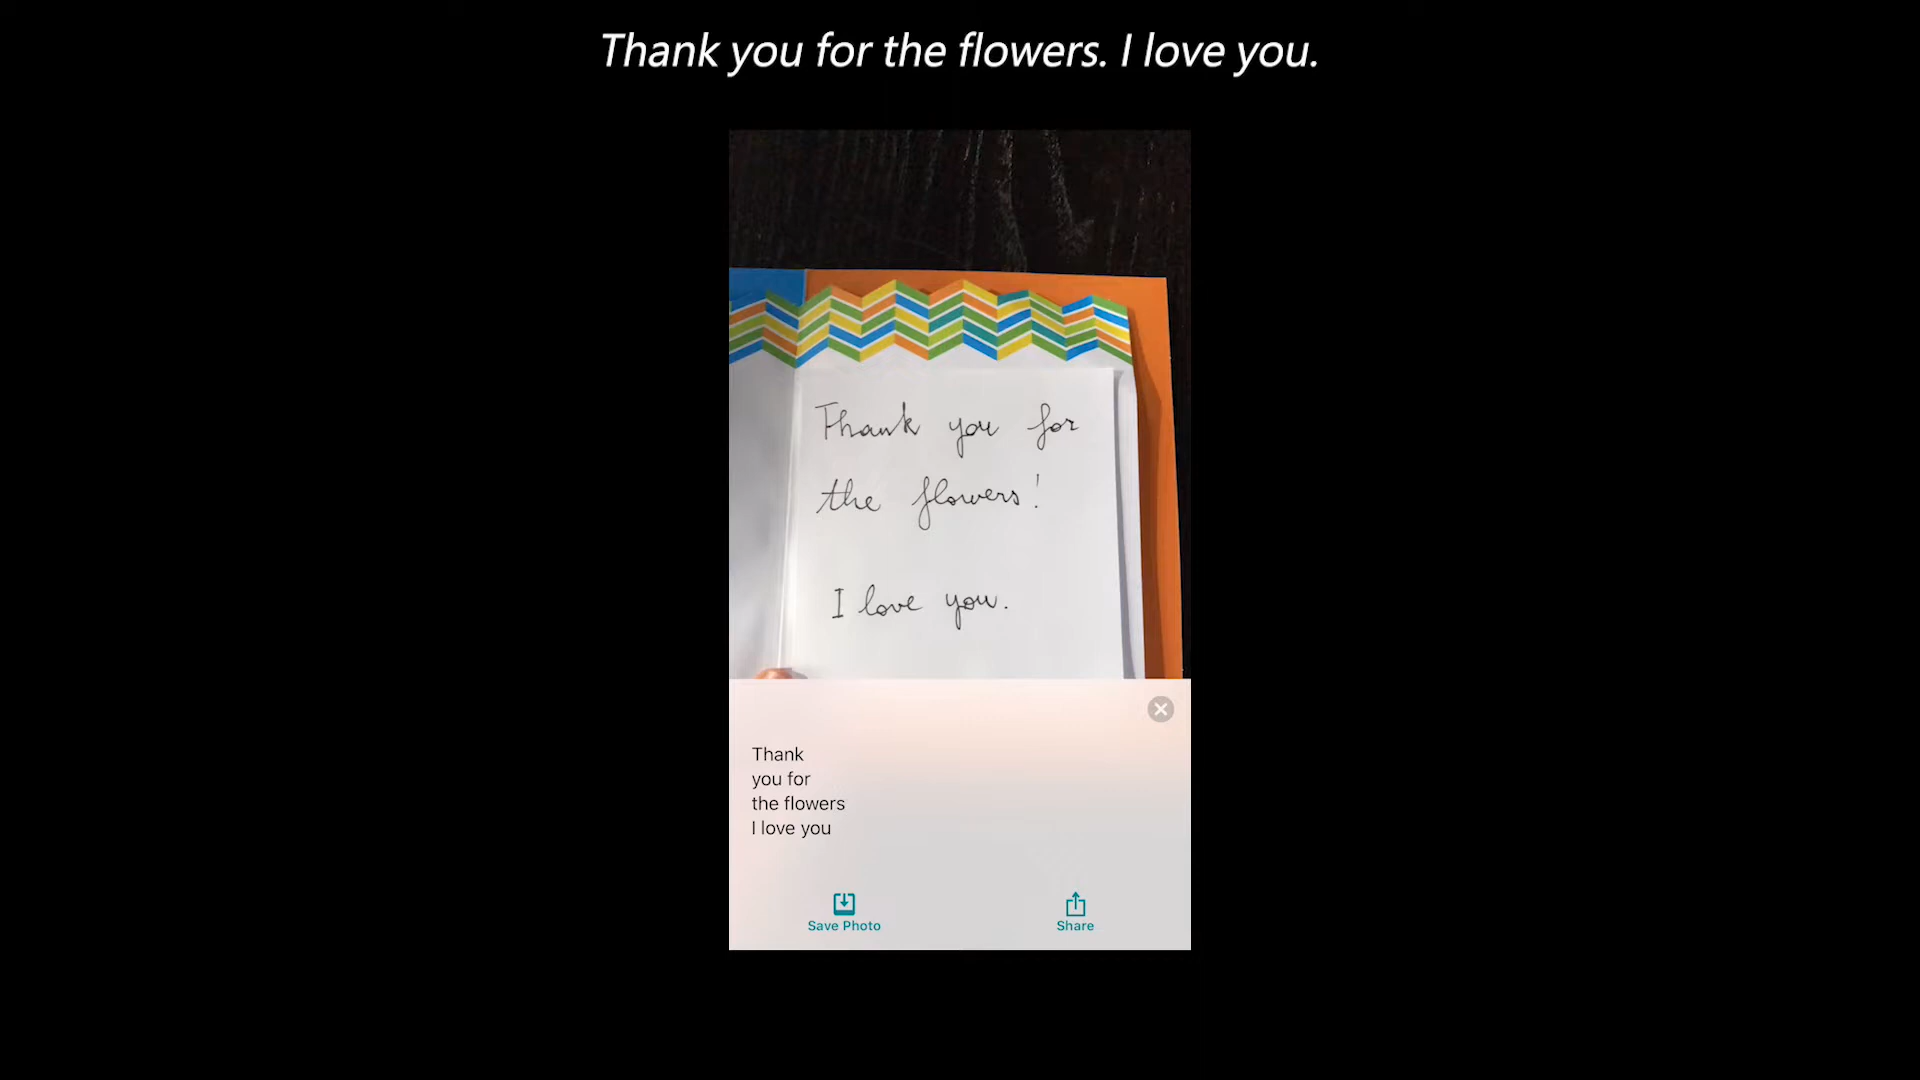 Thank you for the flowers. I love you.
Thank you for
the flowers!
I love you.
Thank
you for
the flowers
I love you
Save Photo
Share